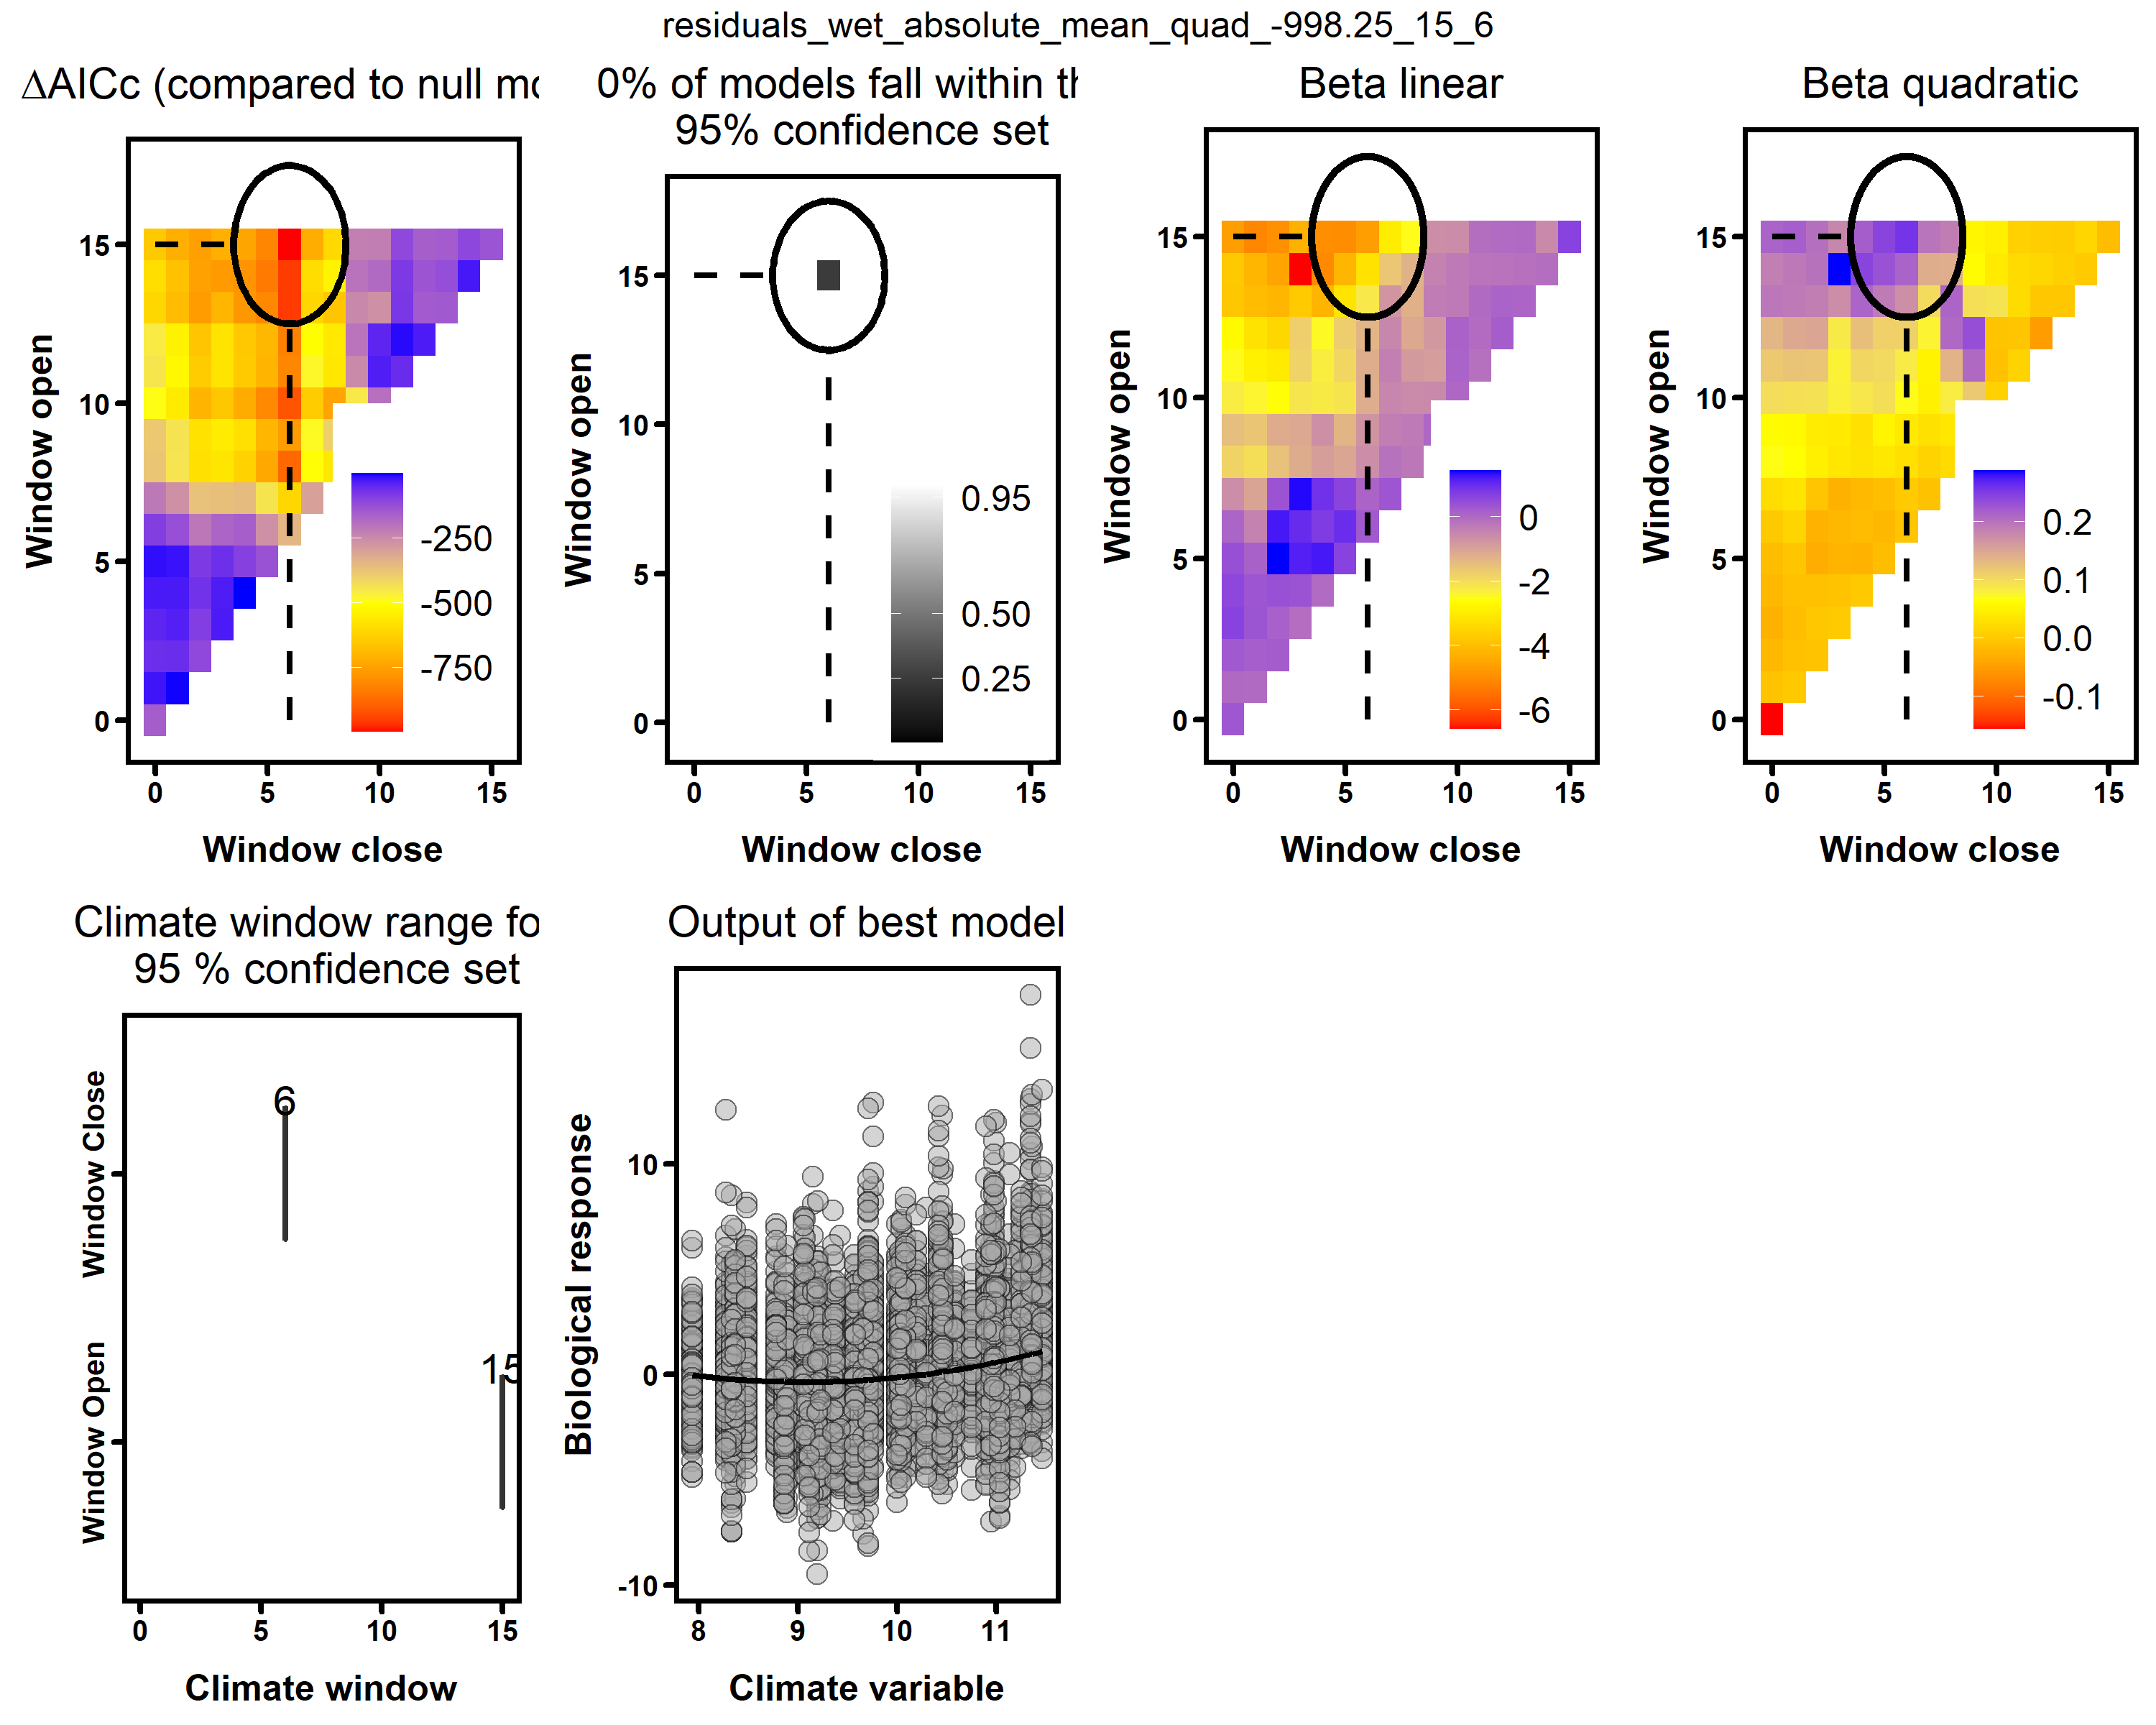 residuals_wet_absolute_mean_quad_-998.25_15_6
ΔAICc (compared to null mo
0% of models fall within th
95% confidence set
Beta linear
Beta quadratic
Window open
15
10
5
0
-250
-500
-750
0 5 10 15
Window close
Window open
15
10
5
0
0.95
0.50
0.25
0 5 10 15
Window close
Window open
15
10
5
0
0
-2
-4
-6
0 5 10 15
Window close
Window open
15
10
5
0
0.2
0.1
0.0
-0.1
0 5 10 15
Window close
Climate window range fo
95 % confidence set
Window Close
Window Open
6
15
0 5 10 15
Climate window
Output of best model
Biological response
10
0
-10
8 9 10 11
Climate variable